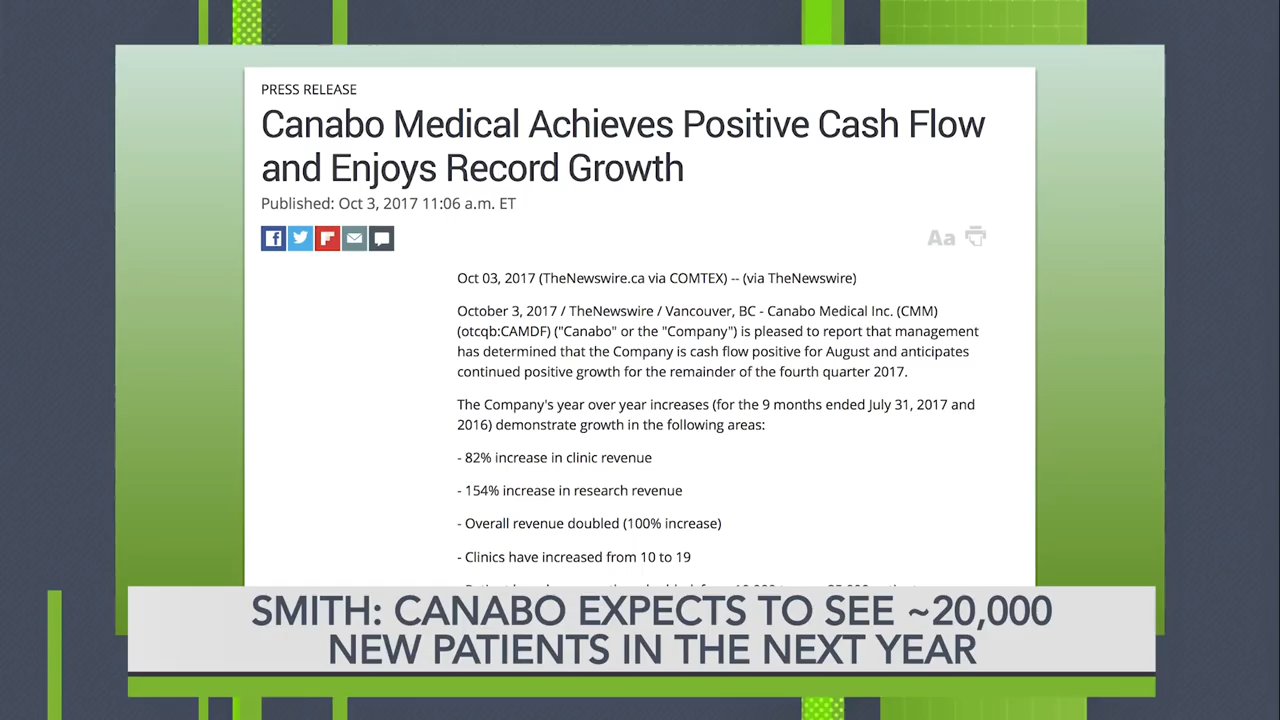 PRESS RELEASE
Canabo Medical Achieves Positive Cash Flow
and Enjoys Record Growth
Published: Oct 3, 2017 11:06 a.m. ET
Aa
Oct 03, 2017 (TheNewswire.ca via COMTEX) -- (via TheNewswire)
October 3, 2017 / TheNewswire / Vancouver, BC - Canabo Medical Inc. (CMM)
(otcqb:CAMDF) ("Canabo" or the "Company") is pleased to report that management
has determined that the Company is cash flow positive for August and anticipates
continued positive growth for the remainder of the fourth quarter 2017.
The Company's year over year increases (for the 9 months ended July 31, 2017 and
2016) demonstrate growth in the following areas:
- 82% increase in clinic revenue
- 154% increase in research revenue
- Overall revenue doubled (100% increase)
- Clinics have increased from 10 to 19
SMITH: CANABO EXPECTS TO SEE ~20,000
NEW PATIENTS IN THE NEXT YEAR